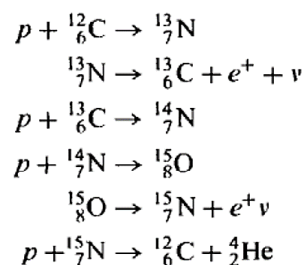 p + ¹²₆C → ¹³₇N
¹³₇N → ¹³₆C + e⁺ + ν
p + ¹³₆C → ¹⁴₇N
p + ¹⁴₇N → ¹⁵₈O
¹⁵₈O → ¹⁵₇N + e⁺ν
p + ¹⁵₇N → ¹²₆C + ⁴₂He